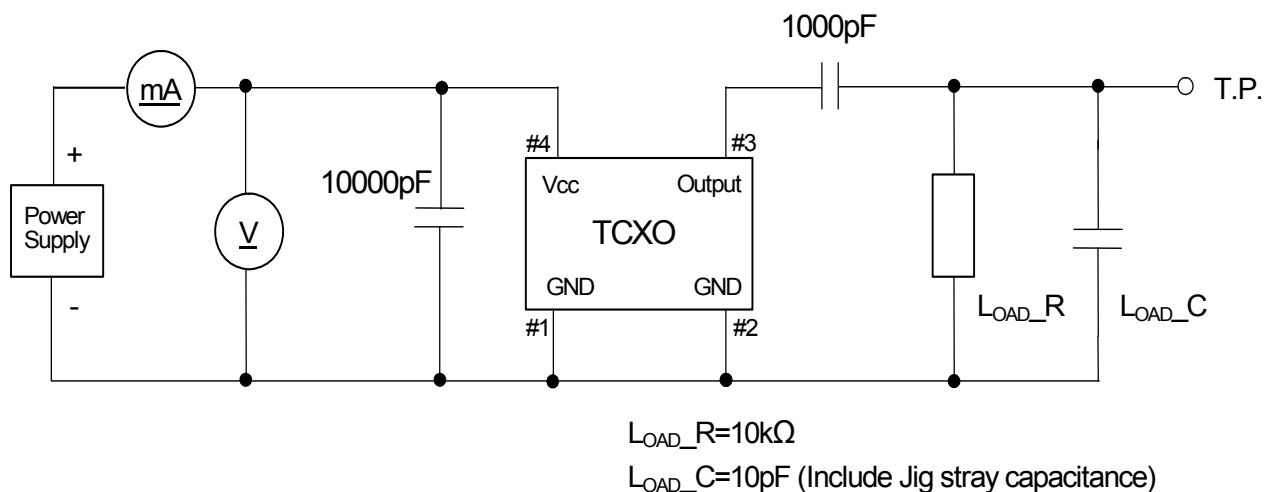 1000pF
mA
T.P.
+
#4
#3
10000pF
Vcc
Output
Power
Supply
V
TCXO
GND
GND
-
#1
#2
LOAD_R
LOAD_C
LOAD_R=10kΩ
LOAD_C=10pF (Include Jig stray capacitance)